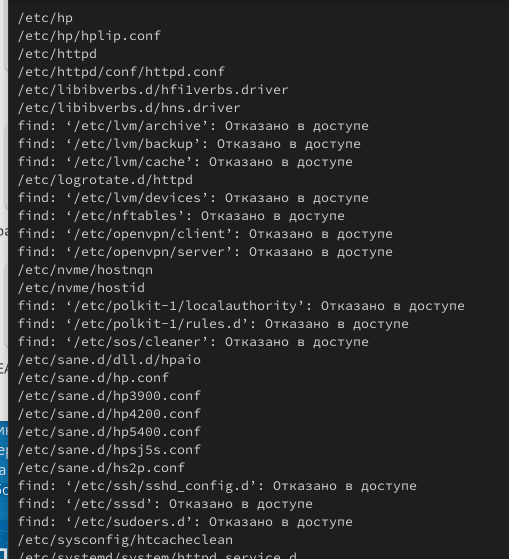 /etc/hp
/etc/hp/hplip.conf
/etc/httpd
/etc/httpd/conf/httpd.conf
/etc/libibverbs.d/hfi1verbs.driver
/etc/libibverbs.d/hns.driver
find: ‘/etc/lvm/archive’: Отказано в доступе
find: ‘/etc/lvm/backup’: Отказано в доступе
find: ‘/etc/lvm/cache’: Отказано в доступе
/etc/logrotate.d/httpd
find: ‘/etc/lvm/devices’: Отказано в доступе
find: ‘/etc/nftables’: Отказано в доступе
find: ‘/etc/openvpn/client’: Отказано в доступе
find: ‘/etc/openvpn/server’: Отказано в доступе
/etc/nvme/hostnqn
/etc/nvme/hostid
find: ‘/etc/polkit-1/localauthority’: Отказано в доступе
find: ‘/etc/polkit-1/rules.d’: Отказано в доступе
find: ‘/etc/sos/cleaner’: Отказано в доступе
/etc/sane.d/dll.d/hpaio
/etc/sane.d/hp.conf
/etc/sane.d/hp3900.conf
/etc/sane.d/hp4200.conf
/etc/sane.d/hp5400.conf
/etc/sane.d/hpsj5s.conf
/etc/sane.d/hs2p.conf
find: ‘/etc/ssh/sshd_config.d’: Отказано в доступе
find: ‘/etc/sssd’: Отказано в доступе
find: ‘/etc/sudoers.d’: Отказано в доступе
/etc/sysconfig/htcacheclean
/etc/systemd/system/httpd.service.d